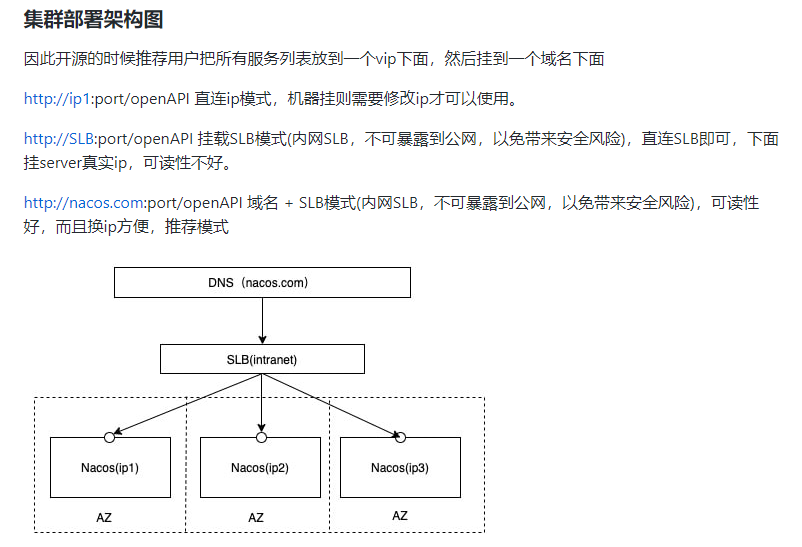 集群部署架构图
因此开源的时候推荐用户把所有服务列表放到一个vip下面，然后挂到一个域名下面
http://ip1:port/openAPI 直连ip模式，机器挂则需要修改ip才可以使用。
http://SLB:port/openAPI 挂载SLB模式(内网SLB，不可暴露到公网，以免带来安全风险)，直连SLB即可，下面
挂server真实ip，可读性不好。
http://nacos.com:port/openAPI 域名 + SLB模式(内网SLB，不可暴露到公网，以免带来安全风险)，可读性
好，而且换ip方便，推荐模式
DNS（nacos.com）
SLB(intranet)
Nacos(ip1) Nacos(ip2) Nacos(ip3)
AZ AZ AZ